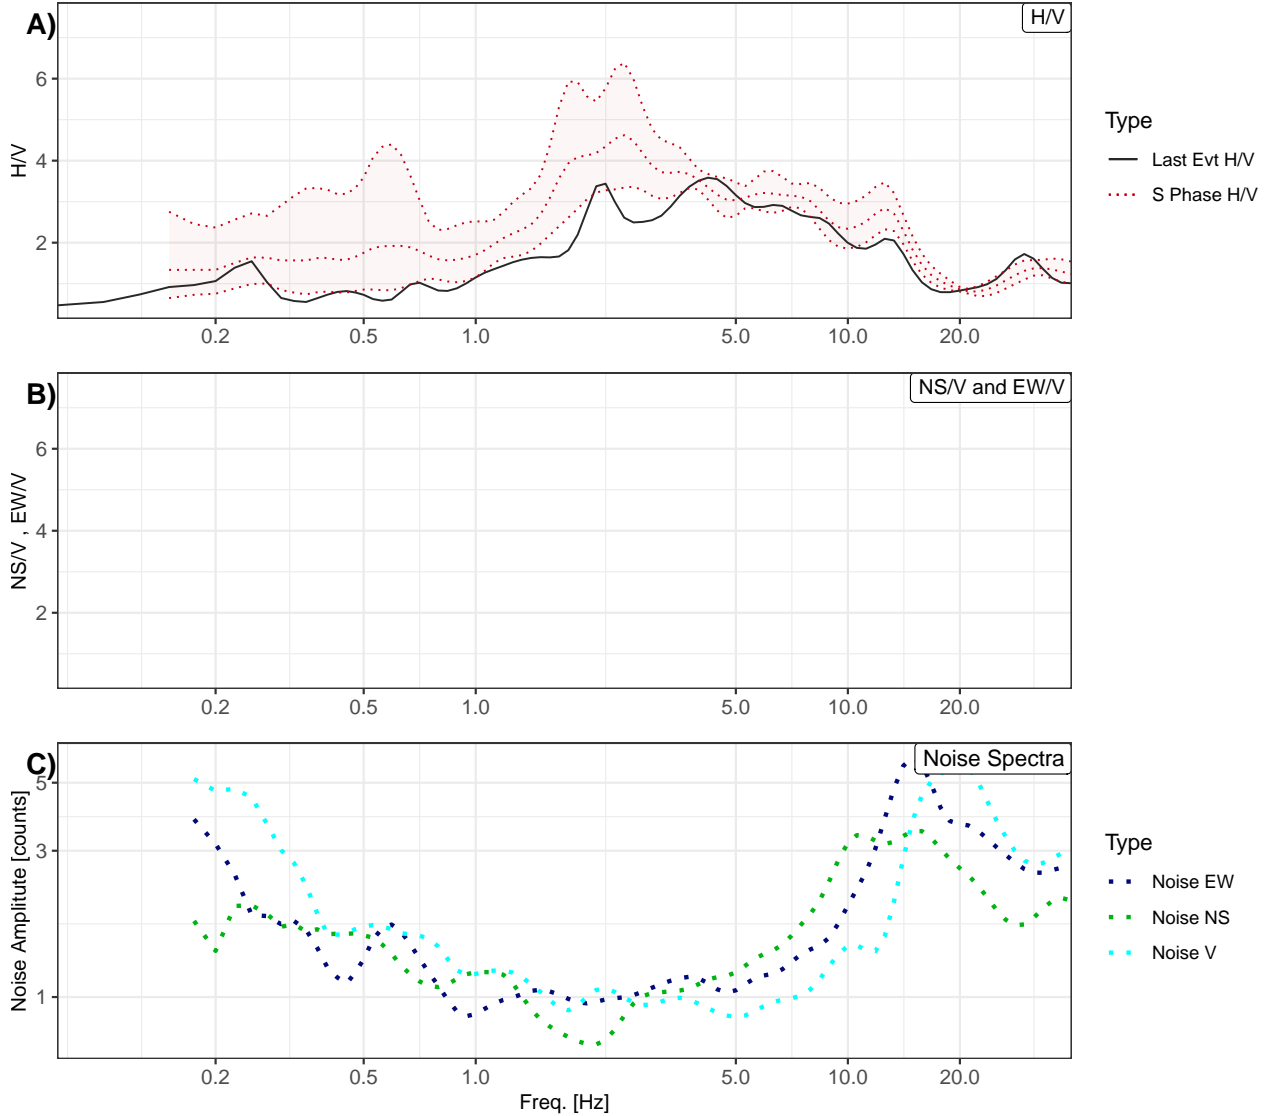 A)
H/V
H/V
6
4
2
0.2 0.5 1.0 5.0 10.0 20.0
Type
Last Evt H/V
S Phase H/V
B)
NS/V and EW/V
NS/V , EW/V
6
4
2
0.2 0.5 1.0 5.0 10.0 20.0
C)
Noise Spectra
Noise Amplitude [counts]
5
3
1
0.2 0.5 1.0 5.0 10.0 20.0
Freq. [Hz]
Type
Noise EW
Noise NS
Noise V